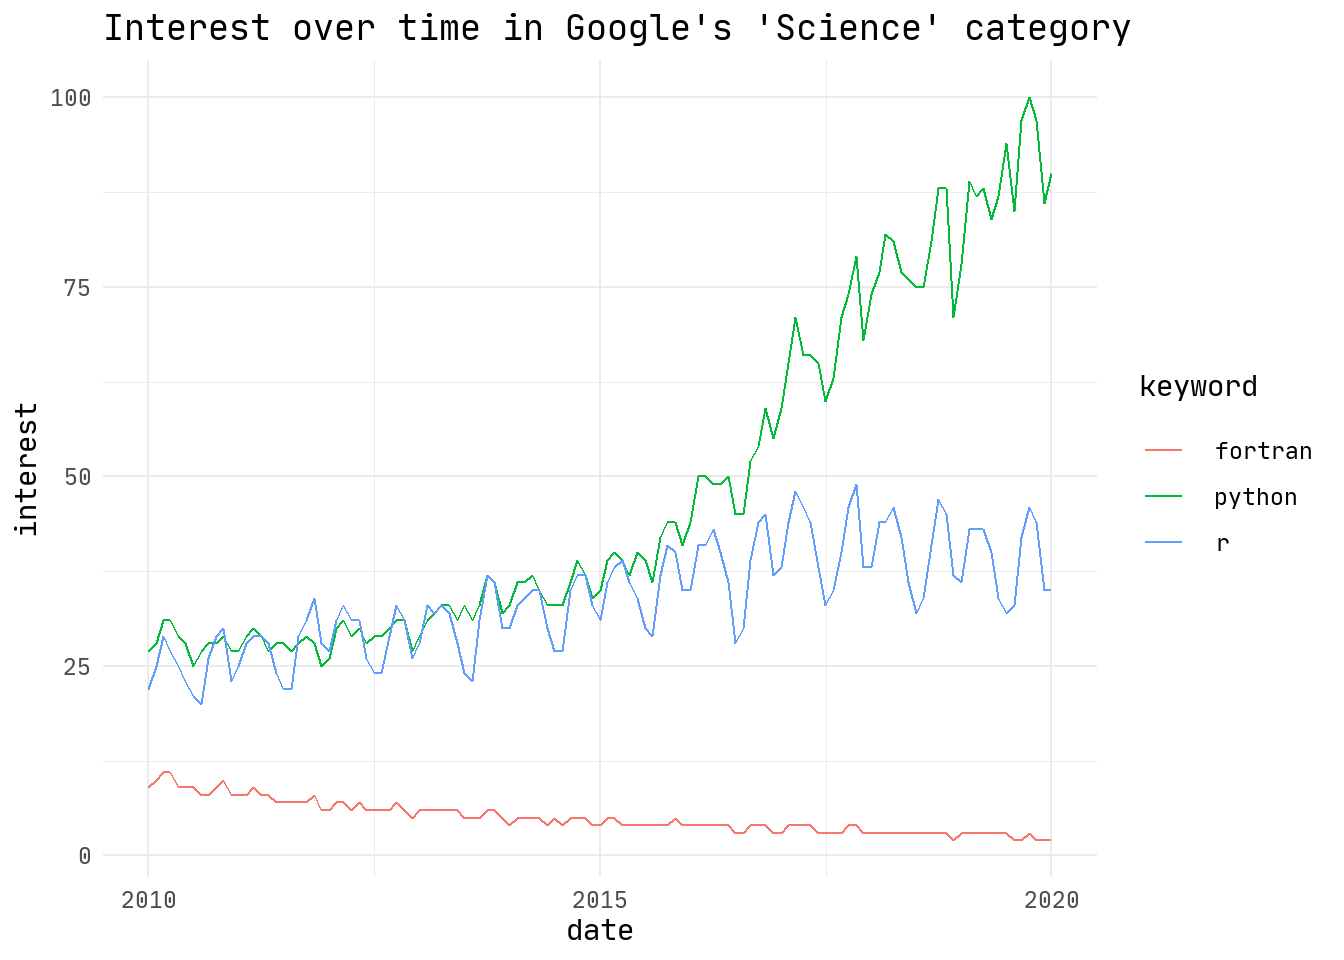 Interest over time in Google's 'Science' category
100
75
50
25
0
interest
2010
2015
2020
date
keyword
fortran
python
r